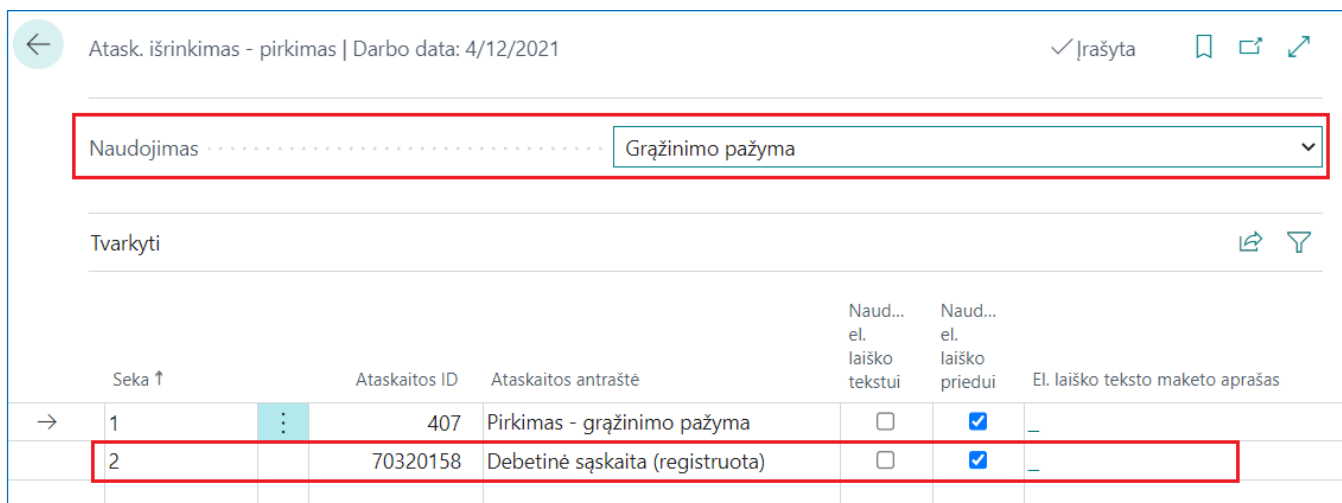 Atask. išrinkimas - pirkimas | Darbo data: 4/12/2021 Įrašyta
Naudojimas Grąžinimo pažyma
Tvarkyti
Seka ↑ Ataskaitos ID Ataskaitos antraštė Naud... el. laiško tekstui Naud... el. laiško priedui El. laiško teksto maketo aprašas
1 407 Pirkimas - grąžinimo pažyma _
2 70320158 Debetinė sąskaita (registruota) _